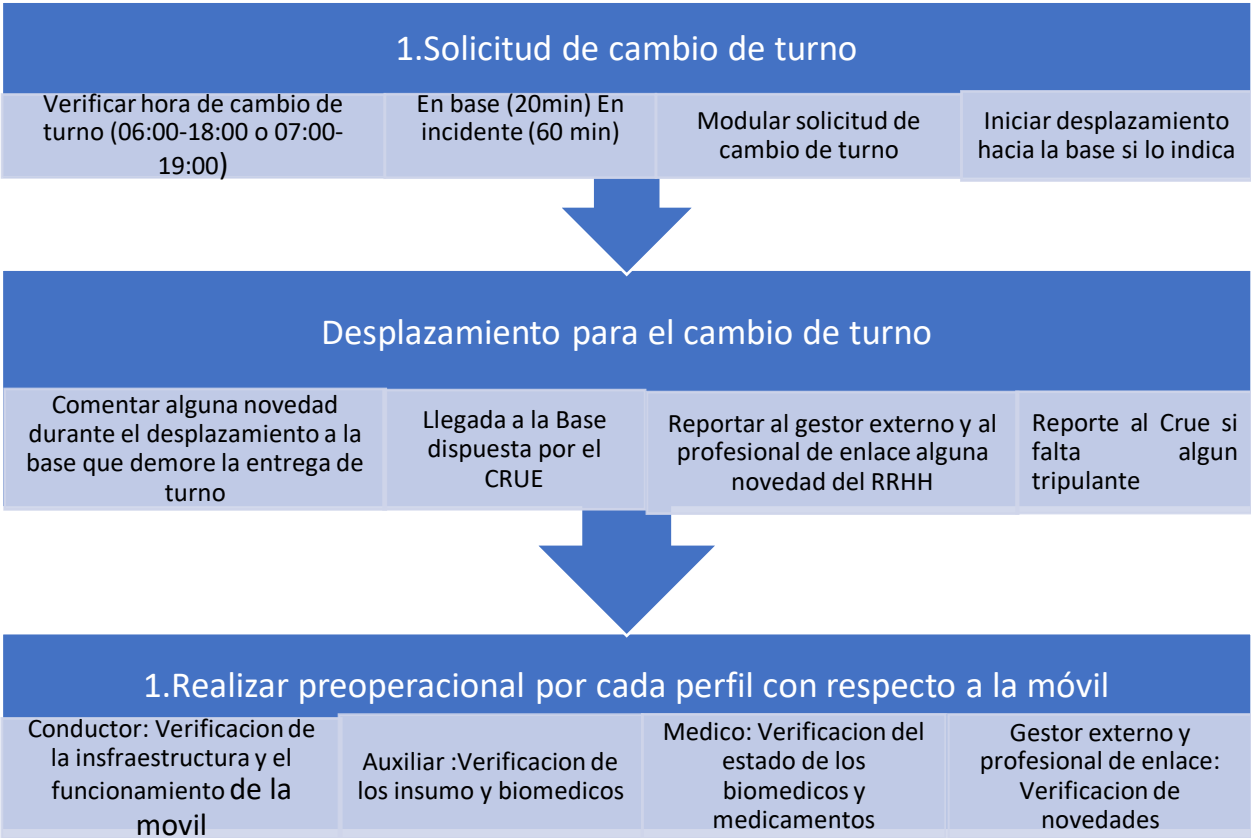 1.Solicitud de cambio de turno
Verificar hora de cambio de
turno (06:00-18:00 o 07:00-
19:00)
En base (20min) En
incidente (60 min)
Modular solicitud de
cambio de turno
Iniciar desplazamiento
hacia la base si lo indica
Desplazamiento para el cambio de turno
Comentar alguna novedad
durante el desplazamiento a la
base que demore la entrega de
turno
Llegada a la Base
dispuesta por el
CRUE
Reportar al gestor externo y al
profesional de enlace alguna
novedad del RRHH
Reporte al Crue si
falta algun
tripulante
1.Realizar preoperacional por cada perfil con respecto a la móvil
Conductor: Verificacion de
la insfraestructura y el
funcionamiento de la
movil
Auxiliar :Verificacion de
los insumo y biomedicos
Medico: Verificacion del
estado de los
biomedicos y
medicamentos
Gestor externo y
profesional de enlace:
Verificacion de
novedades